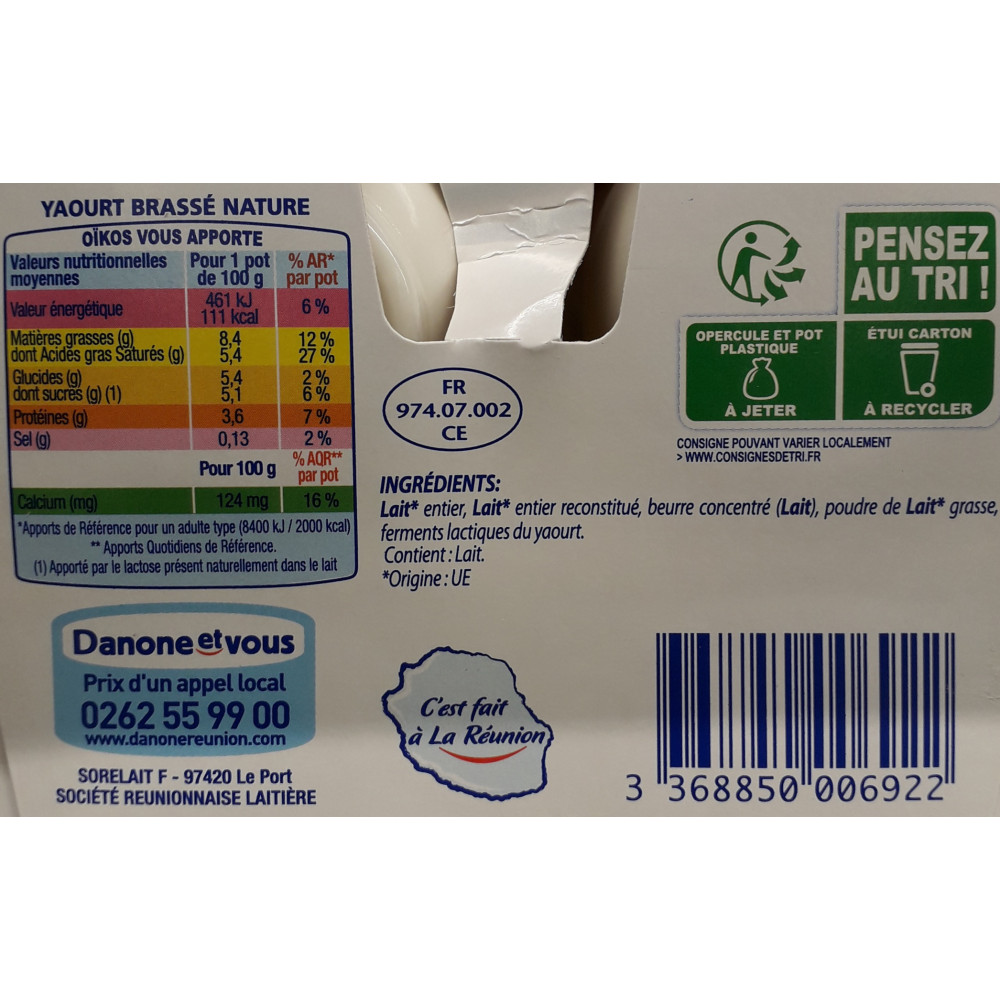 YAOURT BRASSÉ NATURE
OÏKOS VOUS APPORTE
Valeurs nutritionnelles moyennes Pour 1 pot de 100 g % AR* par pot
Valeur énergétique 461 kJ 111 kcal 6 %
Matières grasses (g) 8,4 12 %
dont Acides gras Saturés (g) 5,4 27 %
Glucides (g) 5,4 2 %
dont sucres (g) (1) 5,1 6 %
Protéines (g) 3,6 7 %
Sel (g) 0,13 2 %
Pour 100 g % AQR** par pot
Calcium (mg) 124 mg 16 %
*Apports de Référence pour un adulte type (8400 kJ / 2000 kcal)
** Apports Quotidiens de Référence.
(1) Apporté par le lactose présent naturellement dans le lait
FR
974.07.002
CE
PENSEZ
AU TRI !
OPERCULE ET POT
PLASTIQUE
À JETER
ÉTUI CARTON
À RECYCLER
CONSIGNE POUVANT VARIER LOCALEMENT
> WWW.CONSIGNESDETRI.FR
INGRÉDIENTS:
Lait* entier, Lait* entier reconstitué, beurre concentré (Lait), poudre de Lait* grasse,
ferments lactiques du yaourt.
Contient : Lait.
*Origine : UE
Danone et vous
Prix d'un appel local
0262 55 99 00
www.danonereunion.com
SORELAIT F - 97420 Le Port
SOCIÉTÉ REUNIONNAISE LAITIÈRE
C'est fait
à La Réunion
3 368850 006922